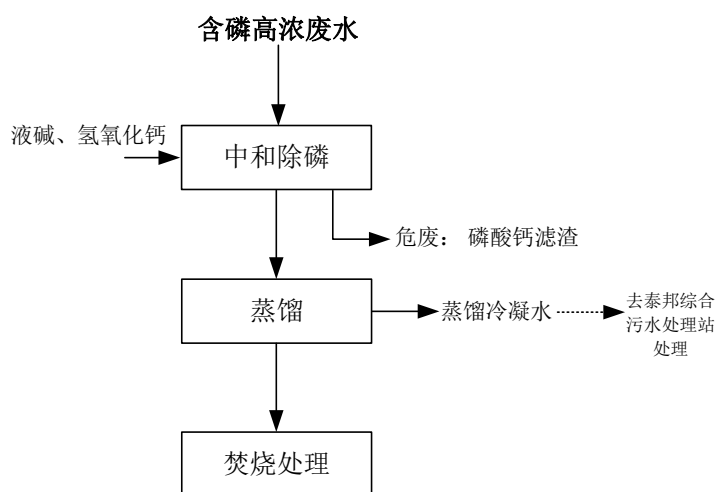 含磷高浓废水
液碱、氢氧化钙
中和除磷
危废： 磷酸钙滤渣
蒸馏
蒸馏冷凝水
去泰邦综合
污水处理站
处理
焚烧处理